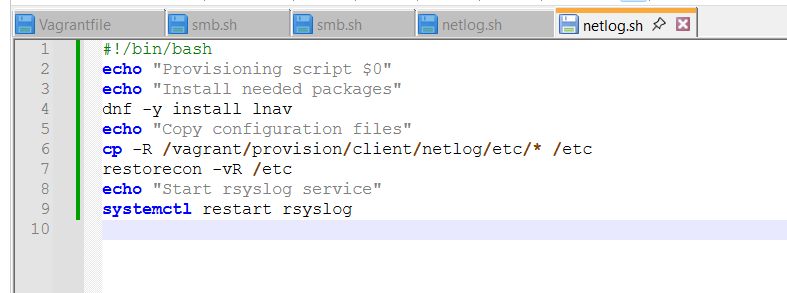 Vagrantfile smb.sh smb.sh netlog.sh netlog.sh
1 #!/bin/bash
2 echo "Provisioning script $0"
3 echo "Install needed packages"
4 dnf -y install lnav
5 echo "Copy configuration files"
6 cp -R /vagrant/provision/client/netlog/etc/* /etc
7 restorecon -vR /etc
8 echo "Start rsyslog service"
9 systemctl restart rsyslog
10